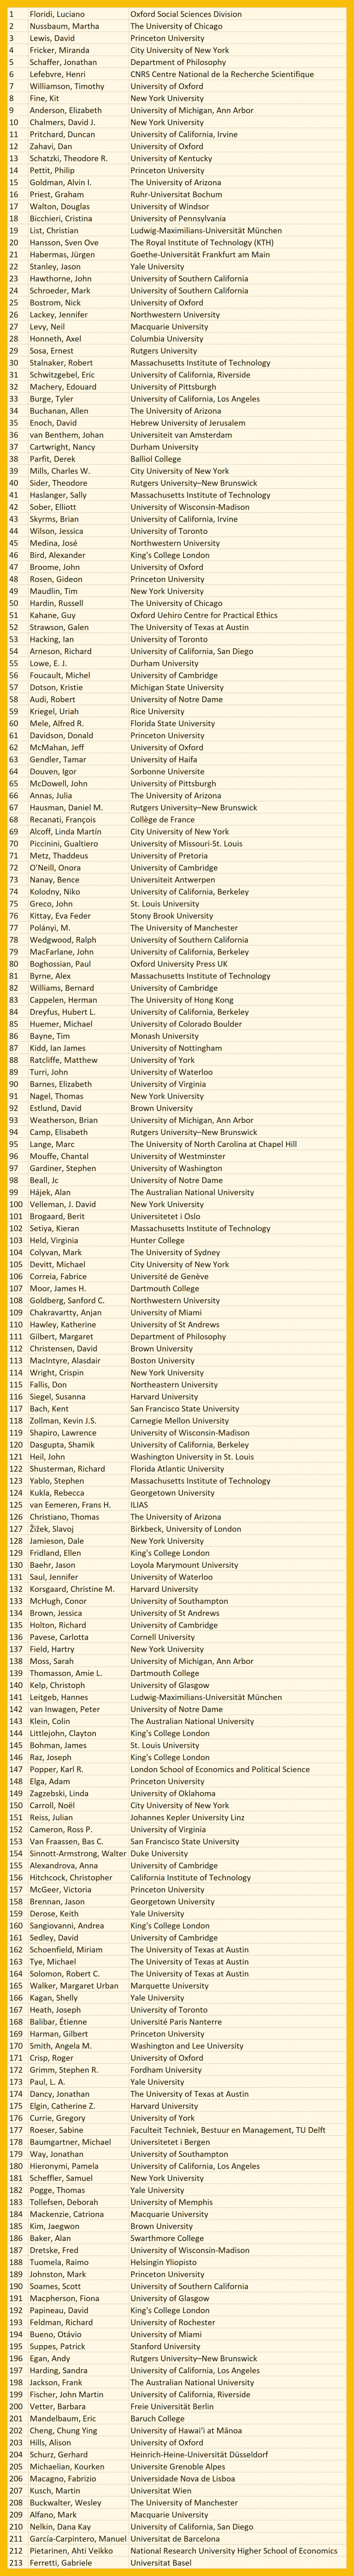 1 Floridi, Luciano Oxford Social Sciences Division
2 Nussbaum, Martha The University of Chicago
3 Lewis, David Princeton University
4 Fricker, Miranda City University of New York
5 Schaffer, Jonathan Department of Philosophy
6 Lefebvre, Henri CNRS Centre National de la Recherche Scientifique
7 Williamson, Timothy University of Oxford
8 Fine, Kit New York University
9 Anderson, Elizabeth University of Michigan, Ann Arbor
10 Chalmers, David J. New York University
11 Pritchard, Duncan University of California, Irvine
12 Zahavi, Dan University of Oxford
13 Schatzki, Theodore R. University of Kentucky
14 Pettit, Philip Princeton University
15 Goldman, Alvin I. The University of Arizona
16 Priest, Graham Ruhr-Universitat Bochum
17 Walton, Douglas University of Windsor
18 Bicchieri, Cristina University of Pennsylvania
19 List, Christian Ludwig-Maximilians-Universität München
20 Hansson, Sven Ove The Royal Institute of Technology (KTH)
21 Habermas, Jürgen Goethe-Universität Frankfurt am Main
22 Stanley, Jason Yale University
23 Hawthorne, John University of Southern California
24 Schroeder, Mark University of Southern California
25 Bostrom, Nick University of Oxford
26 Lackey, Jennifer Northwestern University
27 Levy, Neil Macquarie University
28 Honneth, Axel Columbia University
29 Sosa, Ernest Rutgers University
30 Stalnaker, Robert Massachusetts Institute of Technology
31 Schwitzgebel, Eric University of California, Riverside
32 Machery, Edouard University of Pittsburgh
33 Burge, Tyler University of California, Los Angeles
34 Buchanan, Allen The University of Arizona
35 Enoch, David Hebrew University of Jerusalem
36 van Benthem, Johan Universiteit van Amsterdam
37 Cartwright, Nancy Durham University
38 Parfit, Derek Balliol College
39 Mills, Charles W. City University of New York
40 Sider, Theodore Rutgers University–New Brunswick
41 Haslanger, Sally Massachusetts Institute of Technology
42 Sober, Elliott University of Wisconsin-Madison
43 Skyrms, Brian University of California, Irvine
44 Wilson, Jessica University of Toronto
45 Medina, José Northwestern University
46 Bird, Alexander King's College London
47 Broome, John University of Oxford
48 Rosen, Gideon Princeton University
49 Maudlin, Tim New York University
50 Hardin, Russell The University of Chicago
51 Kahane, Guy Oxford Uehiro Centre for Practical Ethics
52 Strawson, Galen The University of Texas at Austin
53 Hacking, Ian University of Toronto
54 Arneson, Richard University of California, San Diego
55 Lowe, E. J. Durham University
56 Foucault, Michel University of Cambridge
57 Dotson, Kristie Michigan State University
58 Audi, Robert University of Notre Dame
59 Kriegel, Uriah Rice University
60 Mele, Alfred R. Florida State University
61 Davidson, Donald Princeton University
62 McMahan, Jeff University of Oxford
63 Gendler, Tamar University of Haifa
64 Douven, Igor Sorbonne Universite
65 McDowell, John University of Pittsburgh
66 Annas, Julia The University of Arizona
67 Hausman, Daniel M. Rutgers University–New Brunswick
68 Recanati, François Collège de France
69 Alcoff, Linda Martín City University of New York
70 Piccinini, Gualtiero University of Missouri-St. Louis
71 Metz, Thaddeus University of Pretoria
72 O'Neill, Onora University of Cambridge
73 Nanay, Bence Universiteit Antwerpen
74 Kolodny, Niko University of California, Berkeley
75 Greco, John St. Louis University
76 Kittay, Eva Feder Stony Brook University
77 Polányi, M. The University of Manchester
78 Wedgwood, Ralph University of Southern California
79 MacFarlane, John University of California, Berkeley
80 Boghossian, Paul Oxford University Press UK
81 Byrne, Alex Massachusetts Institute of Technology
82 Williams, Bernard University of Cambridge
83 Cappelen, Herman The University of Hong Kong
84 Dreyfus, Hubert L. University of California, Berkeley
85 Huemer, Michael University of Colorado Boulder
86 Bayne, Tim Monash University
87 Kidd, Ian James University of Nottingham
88 Ratcliffe, Matthew University of York
89 Turri, John University of Waterloo
90 Barnes, Elizabeth University of Virginia
91 Nagel, Thomas New York University
92 Estlund, David Brown University
93 Weatherson, Brian University of Michigan, Ann Arbor
94 Camp, Elisabeth Rutgers University–New Brunswick
95 Lange, Marc The University of North Carolina at Chapel Hill
96 Mouffe, Chantal University of Westminster
97 Gardiner, Stephen University of Washington
98 Beall, Jc University of Notre Dame
99 Hájek, Alan The Australian National University
100 Velleman, J. David New York University
101 Brogaard, Berit Universitetet i Oslo
102 Setiya, Kieran Massachusetts Institute of Technology
103 Held, Virginia Hunter College
104 Colyvan, Mark The University of Sydney
105 Devitt, Michael City University of New York
106 Correia, Fabrice Université de Genève
107 Moor, James H. Dartmouth College
108 Goldberg, Sanford C. Northwestern University
109 Chakravartty, Anjan University of Miami
110 Hawley, Katherine University of St Andrews
111 Gilbert, Margaret Department of Philosophy
112 Christensen, David Brown University
113 MacIntyre, Alasdair Boston University
114 Wright, Crispin New York University
115 Fallis, Don Northeastern University
116 Siegel, Susanna Harvard University
117 Bach, Kent San Francisco State University
118 Zollman, Kevin J.S. Carnegie Mellon University
119 Shapiro, Lawrence University of Wisconsin-Madison
120 Dasgupta, Shamik University of California, Berkeley
121 Heil, John Washington University in St. Louis
122 Shusterman, Richard Florida Atlantic University
123 Yablo, Stephen Massachusetts Institute of Technology
124 Kukla, Rebecca Georgetown University
125 van Eemeren, Frans H. ILIAS
126 Christiano, Thomas The University of Arizona
127 Žižek, Slavoj Birkbeck, University of London
128 Jamieson, Dale New York University
129 Fridland, Ellen King's College London
130 Baehr, Jason Loyola Marymount University
131 Saul, Jennifer University of Waterloo
132 Korsgaard, Christine M. Harvard University
133 McHugh, Conor University of Southampton
134 Brown, Jessica University of St Andrews
135 Holton, Richard University of Cambridge
136 Pavese, Carlotta Cornell University
137 Field, Hartry New York University
138 Moss, Sarah University of Michigan, Ann Arbor
139 Thomasson, Amie L. Dartmouth College
140 Kelp, Christoph University of Glasgow
141 Leitgeb, Hannes Ludwig-Maximilians-Universität München
142 van Inwagen, Peter University of Notre Dame
143 Klein, Colin The Australian National University
144 Littlejohn, Clayton King's College London
145 Bohman, James St. Louis University
146 Raz, Joseph King's College London
147 Popper, Karl R. London School of Economics and Political Science
148 Elga, Adam Princeton University
149 Zagzebski, Linda University of Oklahoma
150 Carroll, Noël City University of New York
151 Reiss, Julian Johannes Kepler University Linz
152 Cameron, Ross P. University of Virginia
153 Van Fraassen, Bas C. San Francisco State University
154 Sinnott-Armstrong, Walter Duke University
155 Alexandrova, Anna University of Cambridge
156 Hitchcock, Christopher California Institute of Technology
157 McGeer, Victoria Princeton University
158 Brennan, Jason Georgetown University
159 Derose, Keith Yale University
160 Sangiovanni, Andrea King's College London
161 Sedley, David University of Cambridge
162 Schoenfield, Miriam The University of Texas at Austin
163 Tye, Michael The University of Texas at Austin
164 Solomon, Robert C. The University of Texas at Austin
165 Walker, Margaret Urban Marquette University
166 Kagan, Shelly Yale University
167 Heath, Joseph University of Toronto
168 Balibar, Étienne Université Paris Nanterre
169 Harman, Gilbert Princeton University
170 Smith, Angela M. Washington and Lee University
171 Crisp, Roger University of Oxford
172 Grimm, Stephen R. Fordham University
173 Paul, L. A. Yale University
174 Dancy, Jonathan The University of Texas at Austin
175 Elgin, Catherine Z. Harvard University
176 Currie, Gregory University of York
177 Roeser, Sabine Faculteit Techniek, Bestuur en Management, TU Delft
178 Baumgartner, Michael Universitetet i Bergen
179 Way, Jonathan University of Southampton
180 Hieronymi, Pamela University of California, Los Angeles
181 Scheffler, Samuel New York University
182 Pogge, Thomas Yale University
183 Tollefsen, Deborah University of Memphis
184 Mackenzie, Catriona Macquarie University
185 Kim, Jaegwon Brown University
186 Baker, Alan Swarthmore College
187 Dretske, Fred University of Wisconsin-Madison
188 Tuomela, Raimo Helsingin Yliopisto
189 Johnston, Mark Princeton University
190 Soames, Scott University of Southern California
191 Macpherson, Fiona University of Glasgow
192 Papineau, David King's College London
193 Feldman, Richard University of Rochester
194 Bueno, Otávio University of Miami
195 Suppes, Patrick Stanford University
196 Egan, Andy Rutgers University–New Brunswick
197 Harding, Sandra University of California, Los Angeles
198 Jackson, Frank The Australian National University
199 Fischer, John Martin University of California, Riverside
200 Vetter, Barbara Freie Universität Berlin
201 Mandelbaum, Eric Baruch College
202 Cheng, Chung Ying University of Hawaiʻi at Mānoa
203 Hills, Alison University of Oxford
204 Schurz, Gerhard Heinrich-Heine-Universität Düsseldorf
205 Michaelian, Kourken Universite Grenoble Alpes
206 Macagno, Fabrizio Universidade Nova de Lisboa
207 Kusch, Martin Universitat Wien
208 Buckwalter, Wesley The University of Manchester
209 Alfano, Mark Macquarie University
210 Nelkin, Dana Kay University of California, San Diego
211 García-Carpintero, Manuel Universitat de Barcelona
212 Pietarinen, Ahti Veikko National Research University Higher School of Economics
213 Ferretti, Gabriele Universitat Basel